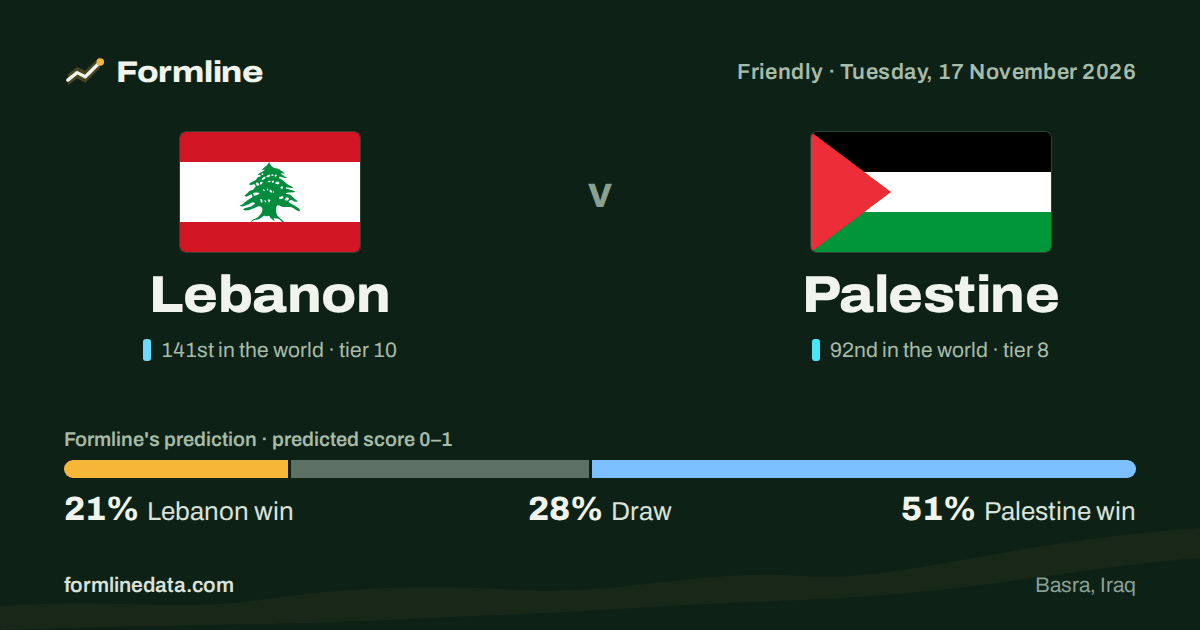 Formline
Friendly · Tuesday, 17 November 2026
v
Lebanon
Palestine
141st in the world · tier 10
92nd in the world · tier 8
Formline's prediction · predicted score 0–1
21% Lebanon win
28% Draw
51% Palestine win
formlinedata.com
Basra, Iraq